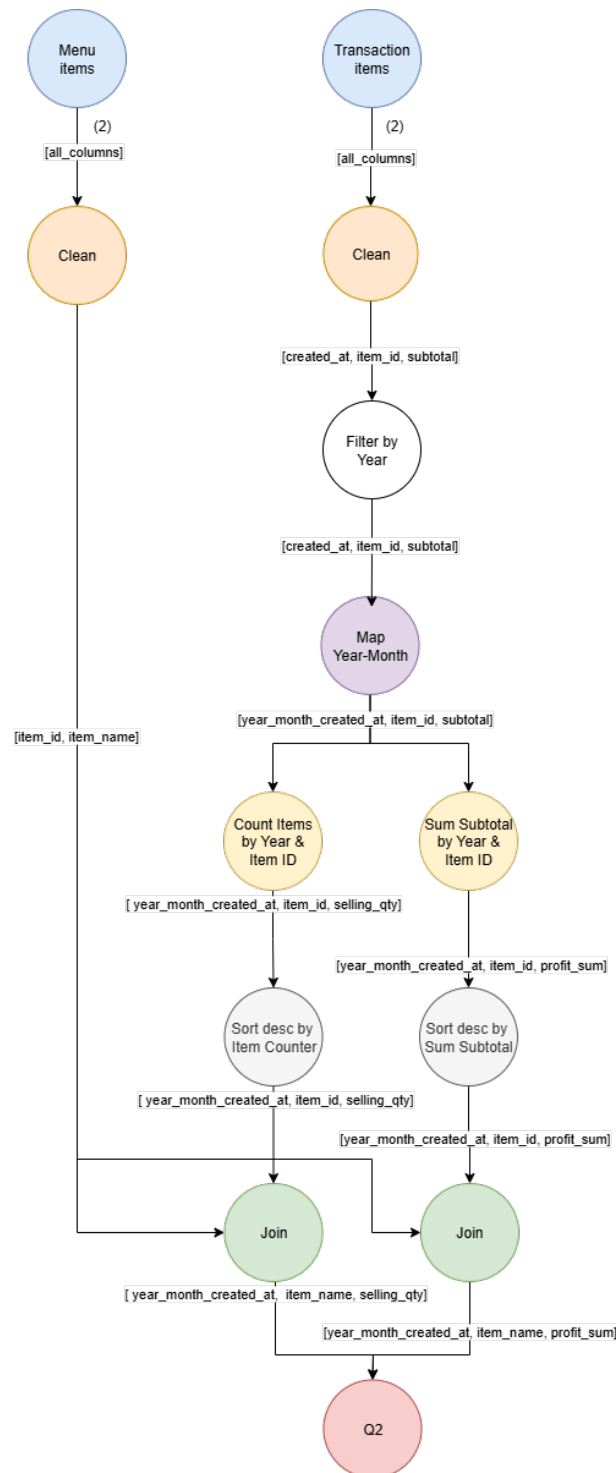 Menu
items
Transaction
items
(2)
(2)
[all_columns]
[all_columns]
Clean
Clean
[created_at, item_id, subtotal]
Filter by
Year
[created_at, item_id, subtotal]
Map
Year-Month
[year_month_created_at, item_id, subtotal]
[item_id, item_name]
Count Items
by Year &
Item ID
Sum Subtotal
by Year &
Item ID
[ year_month_created_at, item_id, selling_qty]
[year_month_created_at, item_id, profit_sum]
Sort desc by
Item Counter
Sort desc by
Sum Subtotal
[ year_month_created_at, item_id, selling_qty]
[year_month_created_at, item_id, profit_sum]
Join
Join
[ year_month_created_at,  item_name, selling_qty]
[year_month_created_at, item_name, profit_sum]
Q2